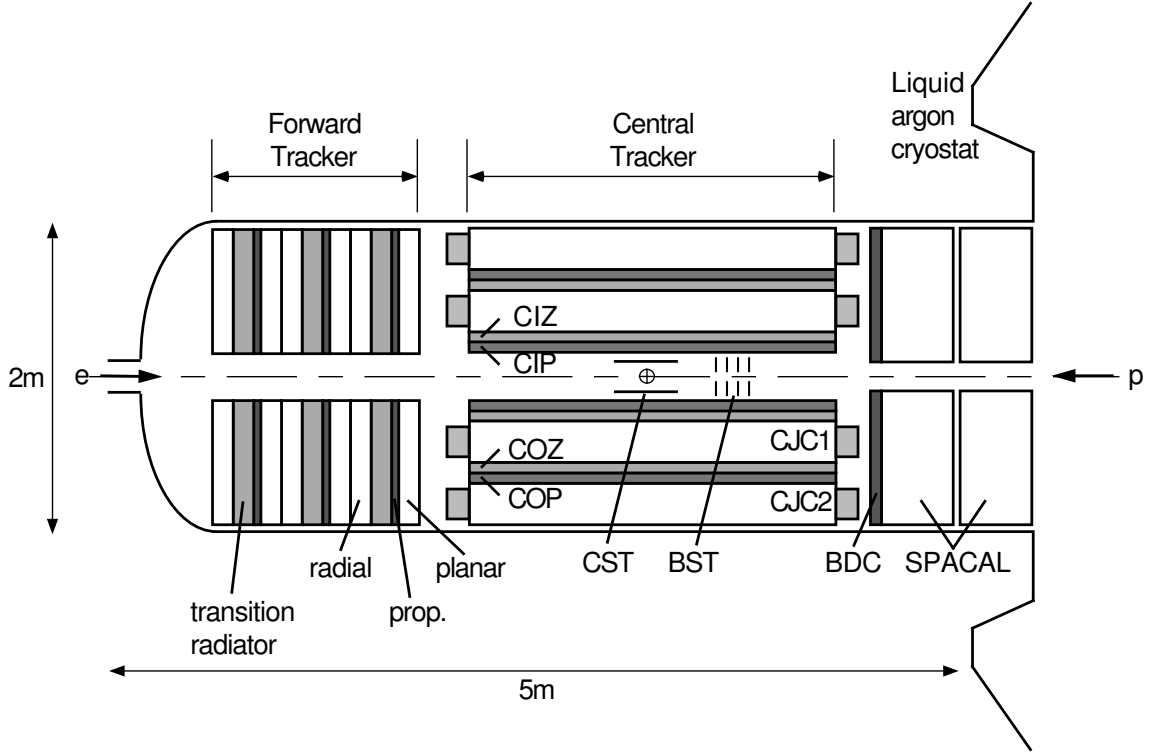 Liquid
argon
cryostat
Forward
Tracker
Central
Tracker
CIZ
CIP
2m
e
p
COZ
CJC1
COP
CJC2
CST
BST
BDC
SPACAL
radial
planar
transition
radiator
prop.
5m